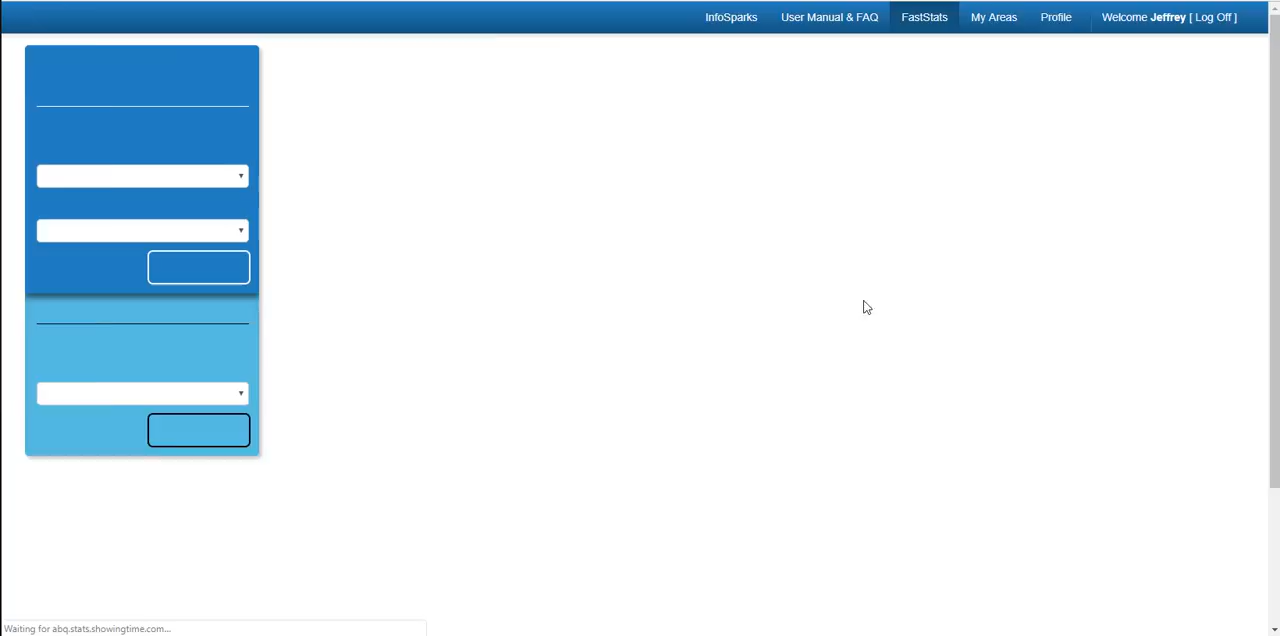 InfoSparks User Manual & FAQ FastStats My Areas Profile Welcome Jeffrey [ Log Off ]
Waiting for abq.stats.showingtime.com...